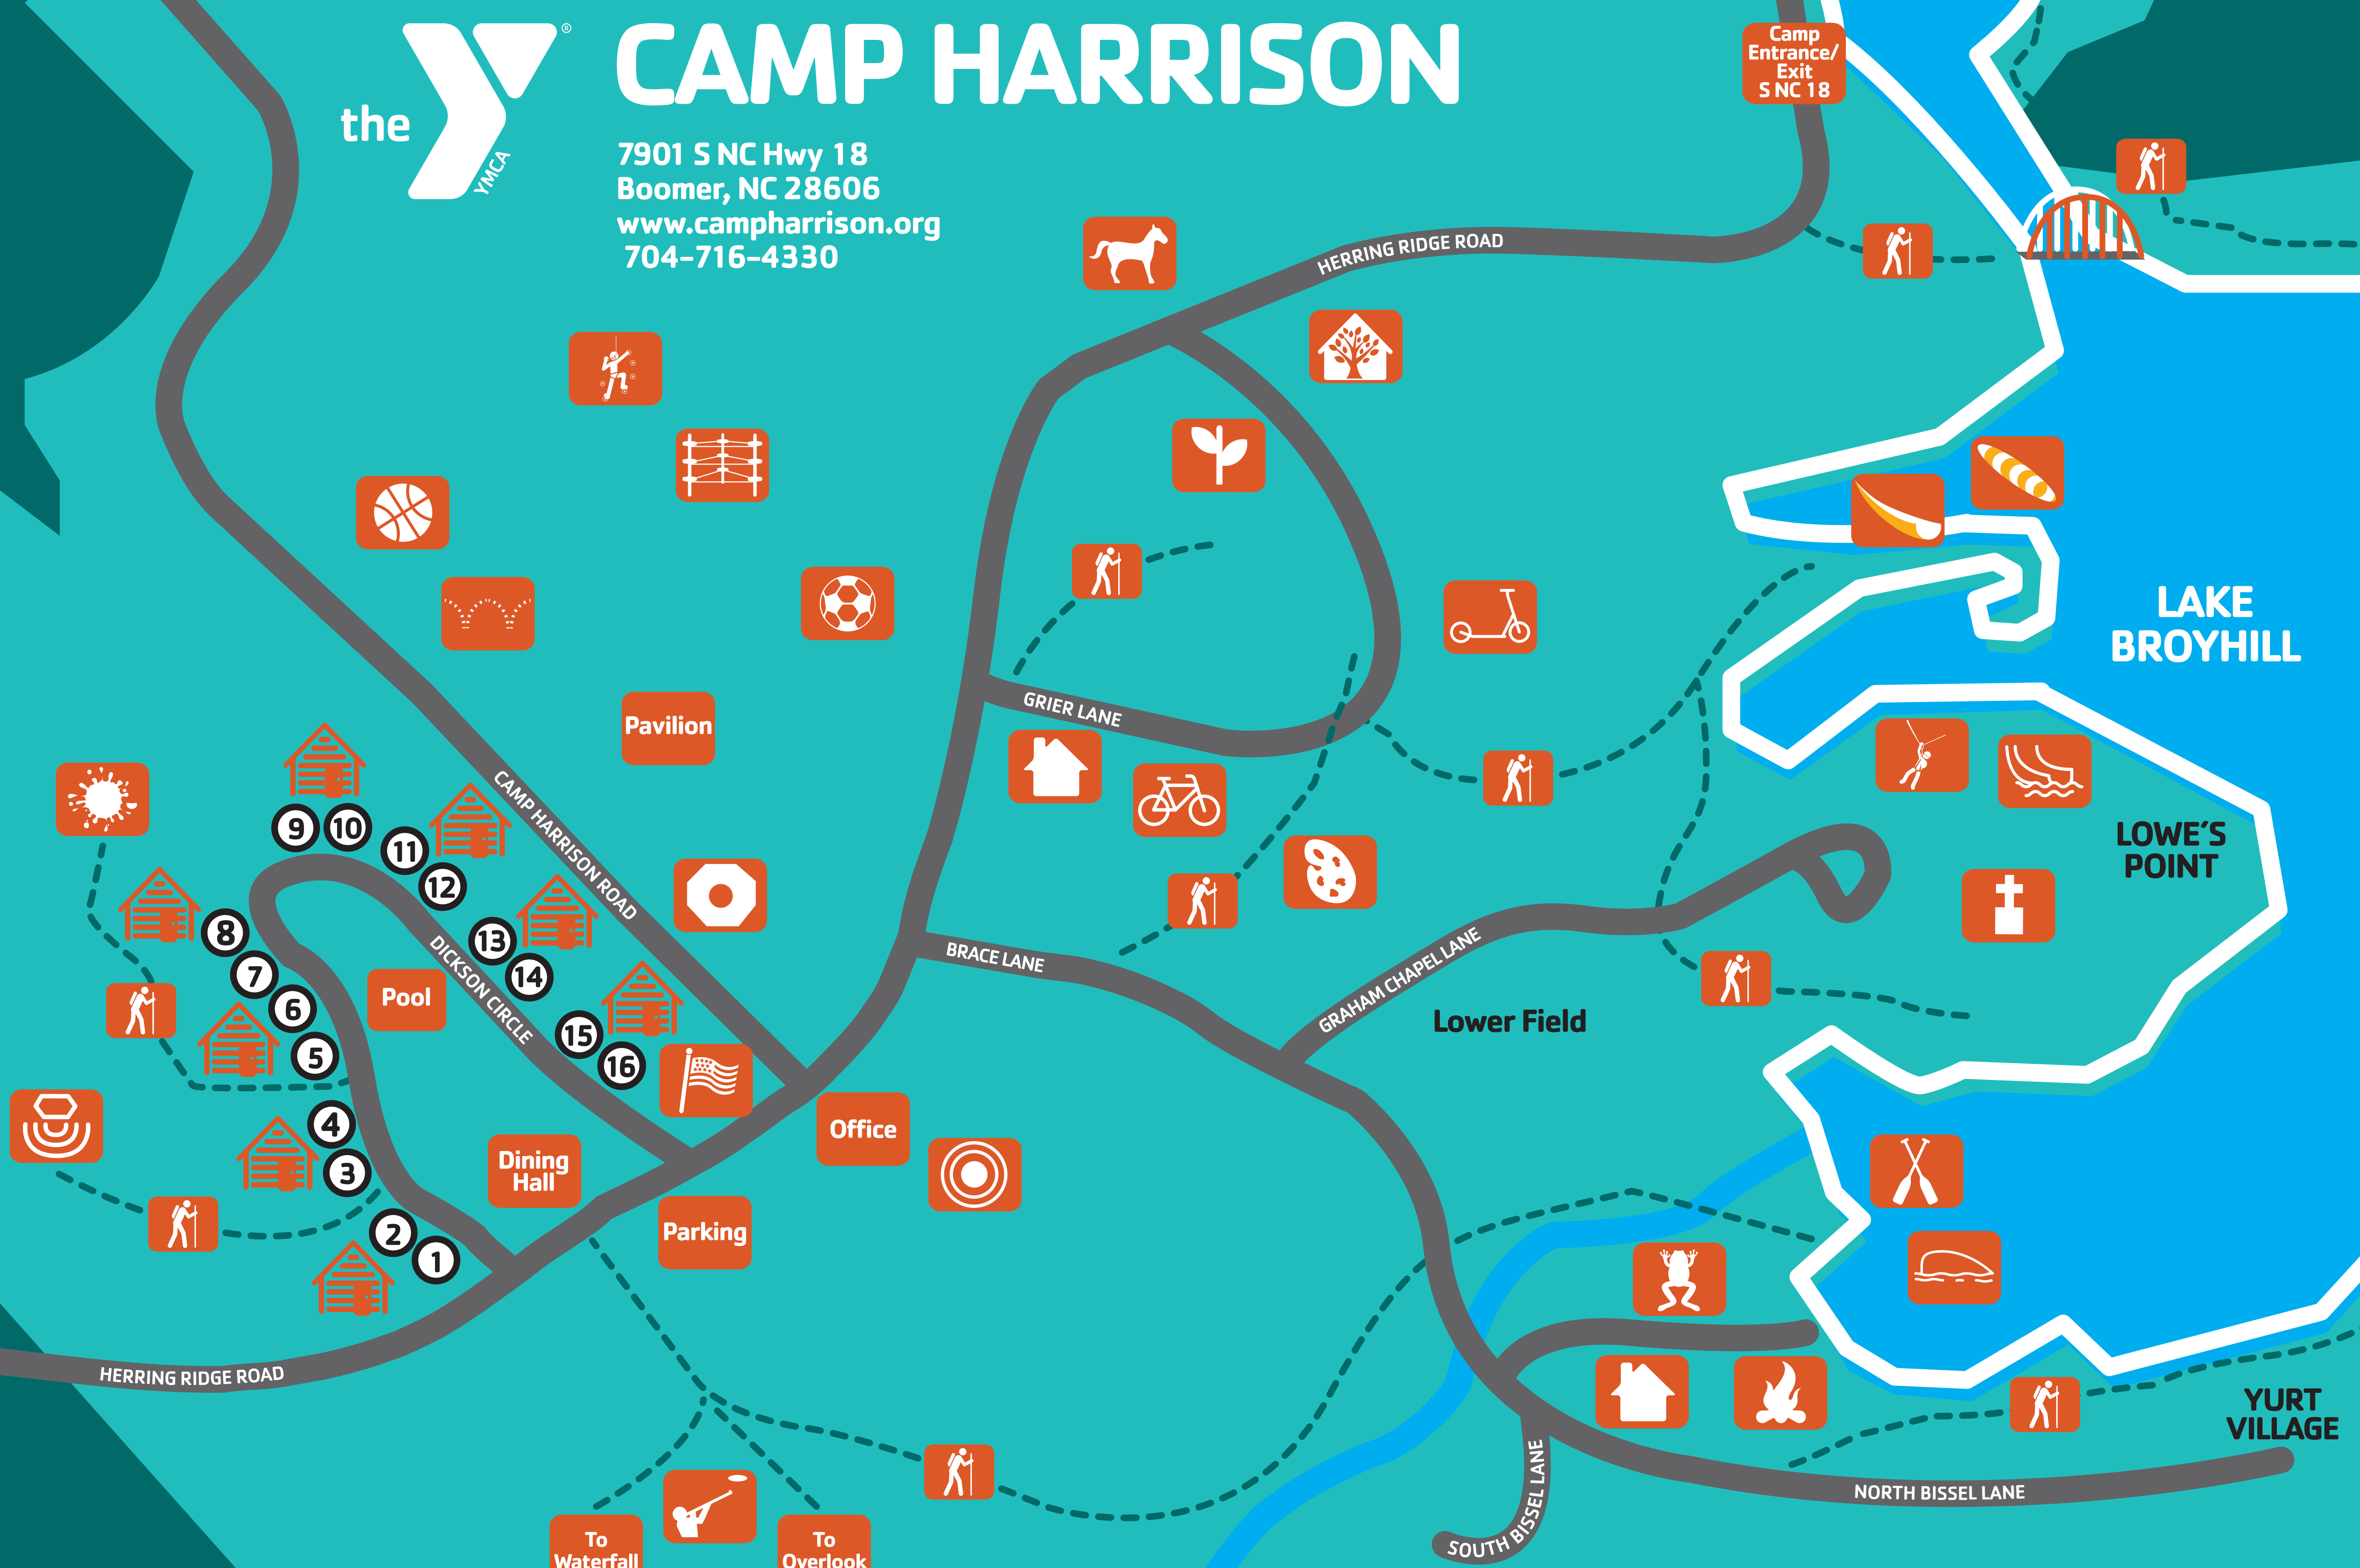 the
YMCA
®
CAMP HARRISON
7901 S NC Hwy 18
Boomer, NC 28606
www.campharrison.org
704-716-4330
Camp
Entrance/
Exit
S NC 18
HERRING RIDGE ROAD
LAKE
BROYHILL
GRIER LANE
Pavilion
CAMP HARRISON ROAD
LOWE'S
POINT
9
10
11
12
8
13
7
14
6
5
15
16
4
3
2
1
DICKSON CIRCLE
Pool
BRACE LANE
GRAHAM CHAPEL LANE
Lower Field
Office
Dining
Hall
Parking
HERRING RIDGE ROAD
YURT
VILLAGE
NORTH BISSEL LANE
SOUTH BISSEL LANE
To
Waterfall
To
Overlook